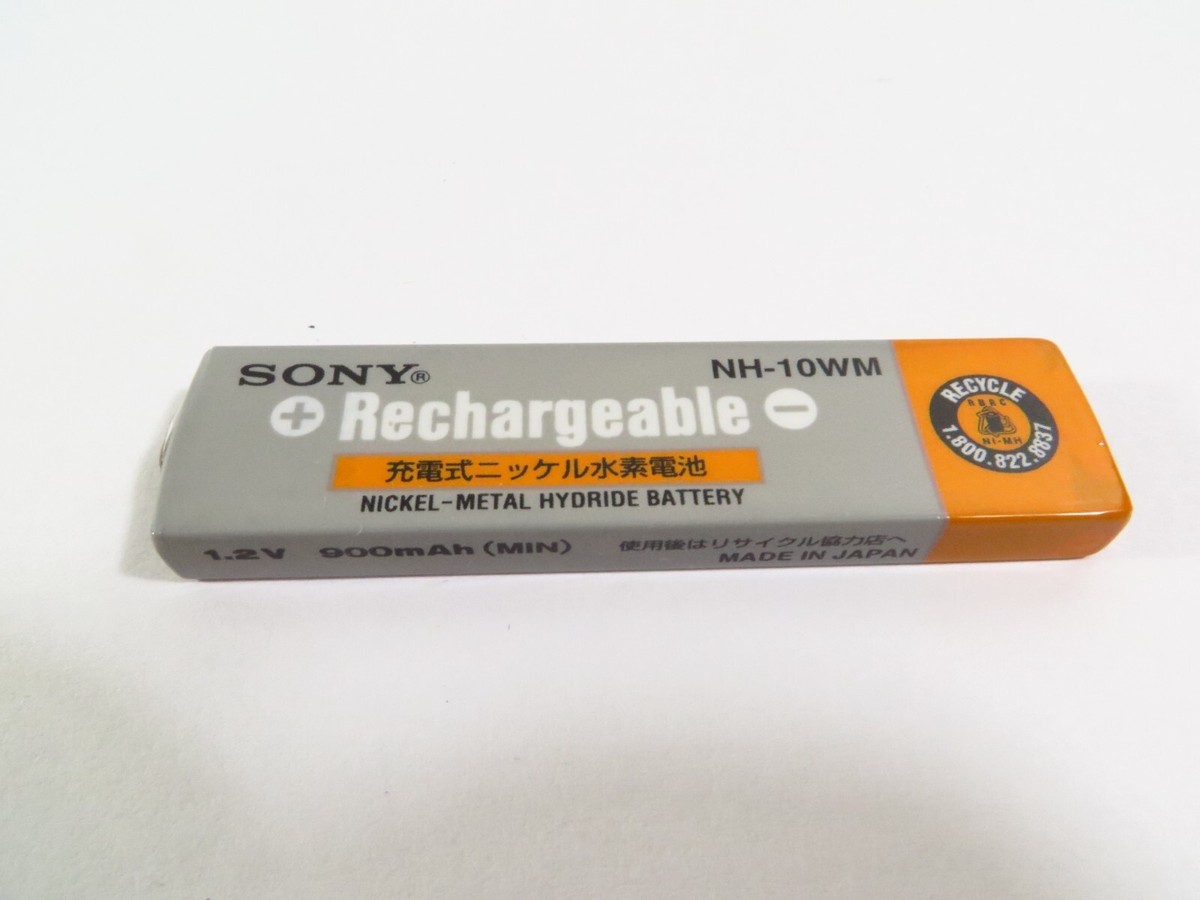 SONY® NH-10WM
+ Rechargeable −
充電式ニッケル水素電池
NICKEL-METAL HYDRIDE BATTERY
1.2V 900mAh (MIN) 使用後はリサイクル協力店へ
MADE IN JAPAN
RECYCLE
RBRC
NI-MH
1.800.822.8837